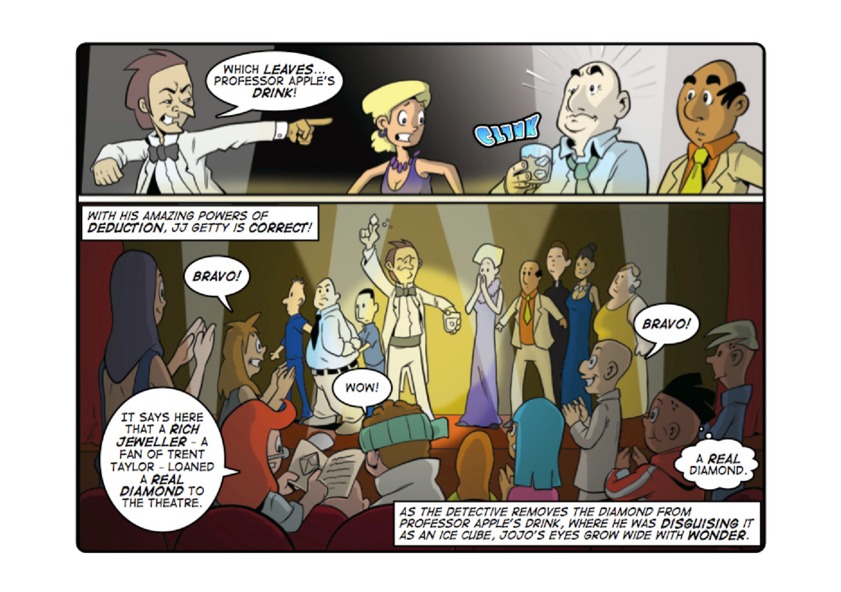 WHICH LEAVES...
PROFESSOR APPLE'S
DRINK!
CLINK
WITH HIS AMAZING POWERS OF
DEDUCTION, JJ GETTY IS CORRECT!
BRAVO!
BRAVO!
WOW!
IT SAYS HERE
THAT A RICH
JEWELLER - A
FAN OF TRENT
TAYLOR - LOANED
A REAL
DIAMOND TO
THE THEATRE.
A REAL
DIAMOND.
AS THE DETECTIVE REMOVES THE DIAMOND FROM
PROFESSOR APPLE'S DRINK, WHERE HE WAS DISGUISING IT
AS AN ICE CUBE, JOJO'S EYES GROW WIDE WITH WONDER.